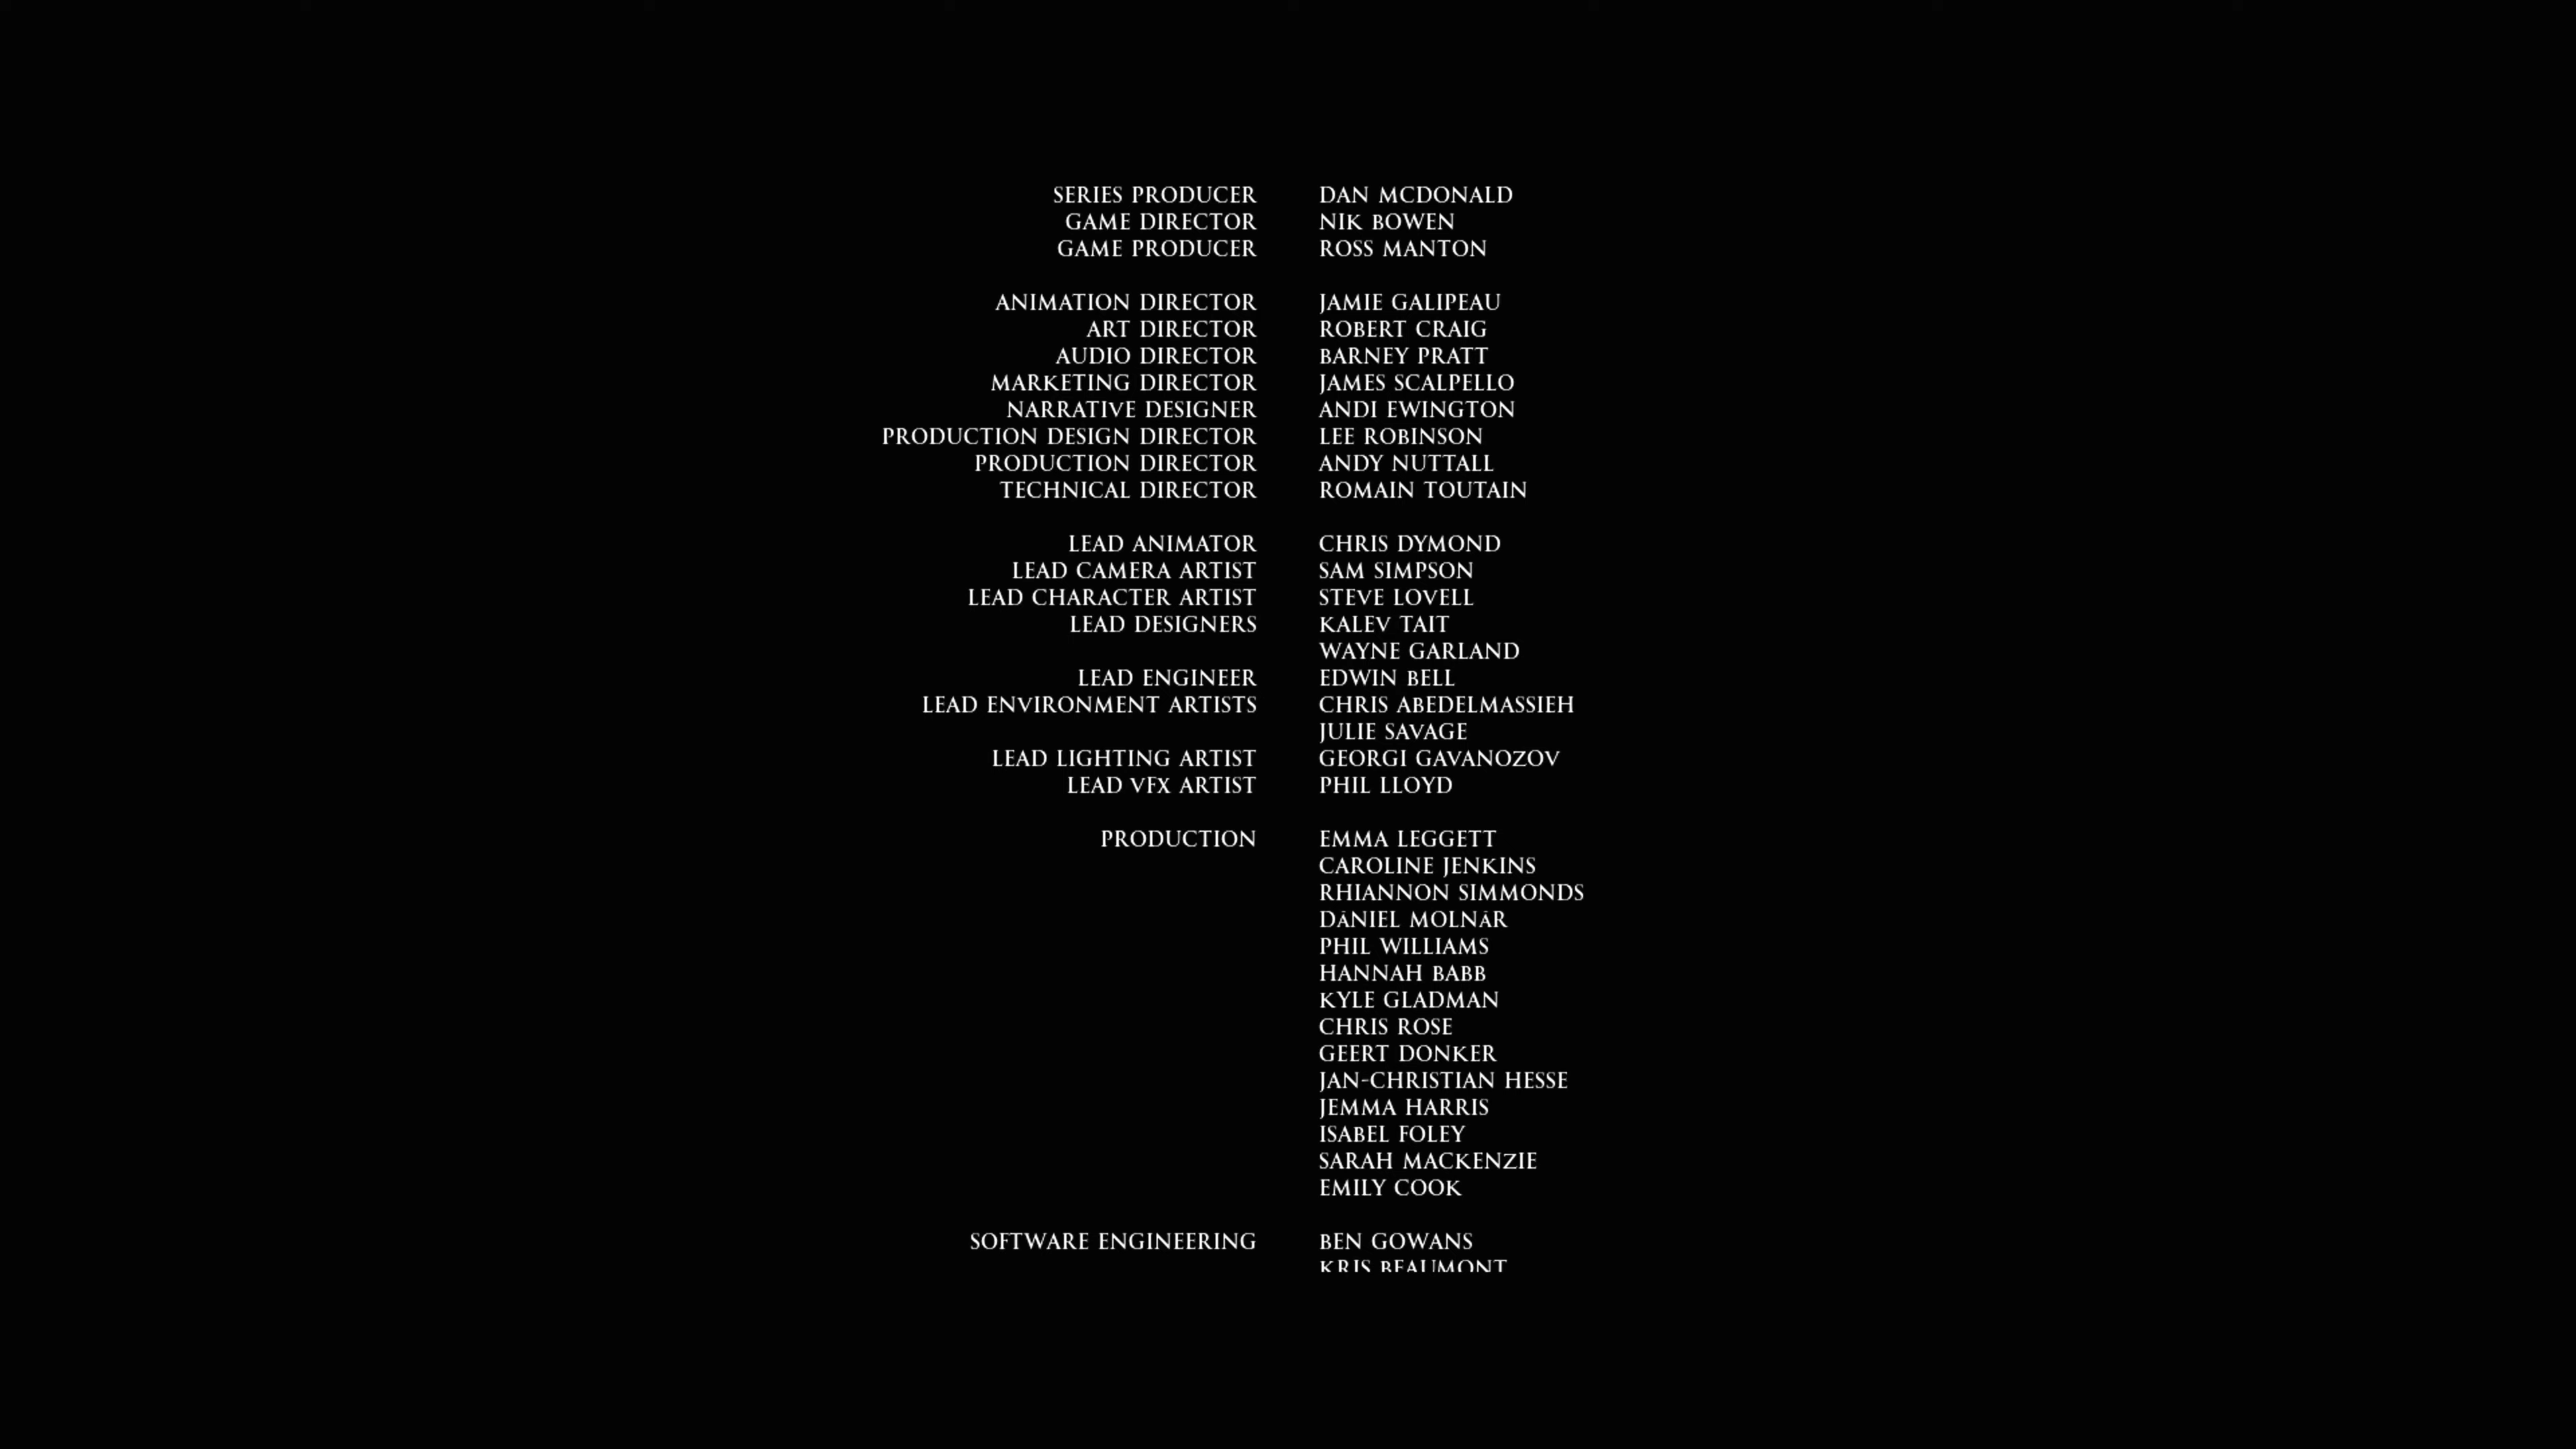 SERIES PRODUCER DAN MCDONALD
GAME DIRECTOR NIK BOWEN
GAME PRODUCER ROSS MANTON
ANIMATION DIRECTOR JAMIE GALIPEAU
ART DIRECTOR ROBERT CRAIG
AUDIO DIRECTOR BARNEY PRATT
MARKETING DIRECTOR JAMES SCALPELLO
NARRATIVE DESIGNER ANDI EWINGTON
PRODUCTION DESIGN DIRECTOR LEE ROBINSON
PRODUCTION DIRECTOR ANDY NUTTALL
TECHNICAL DIRECTOR ROMAIN TOUTAIN
LEAD ANIMATOR CHRIS DYMOND
LEAD CAMERA ARTIST SAM SIMPSON
LEAD CHARACTER ARTIST STEVE LOVELL
LEAD DESIGNERS KALEV TAIT
WAYNE GARLAND
LEAD ENGINEER EDWIN BELL
LEAD ENVIRONMENT ARTISTS CHRIS ABEDELMASSIEH
JULIE SAVAGE
LEAD LIGHTING ARTIST GEORGI GAVANOZOV
LEAD VFX ARTIST PHIL LLOYD
PRODUCTION EMMA LEGGETT
CAROLINE JENKINS
RHIANNON SIMMONDS
DÁNIEL MOLNÁR
PHIL WILLIAMS
HANNAH BABB
KYLE GLADMAN
CHRIS ROSE
GEERT DONKER
JAN-CHRISTIAN HESSE
JEMMA HARRIS
ISABEL FOLEY
SARAH MACKENZIE
EMILY COOK
SOFTWARE ENGINEERING BEN GOWANS
KRIS BEAUMONT